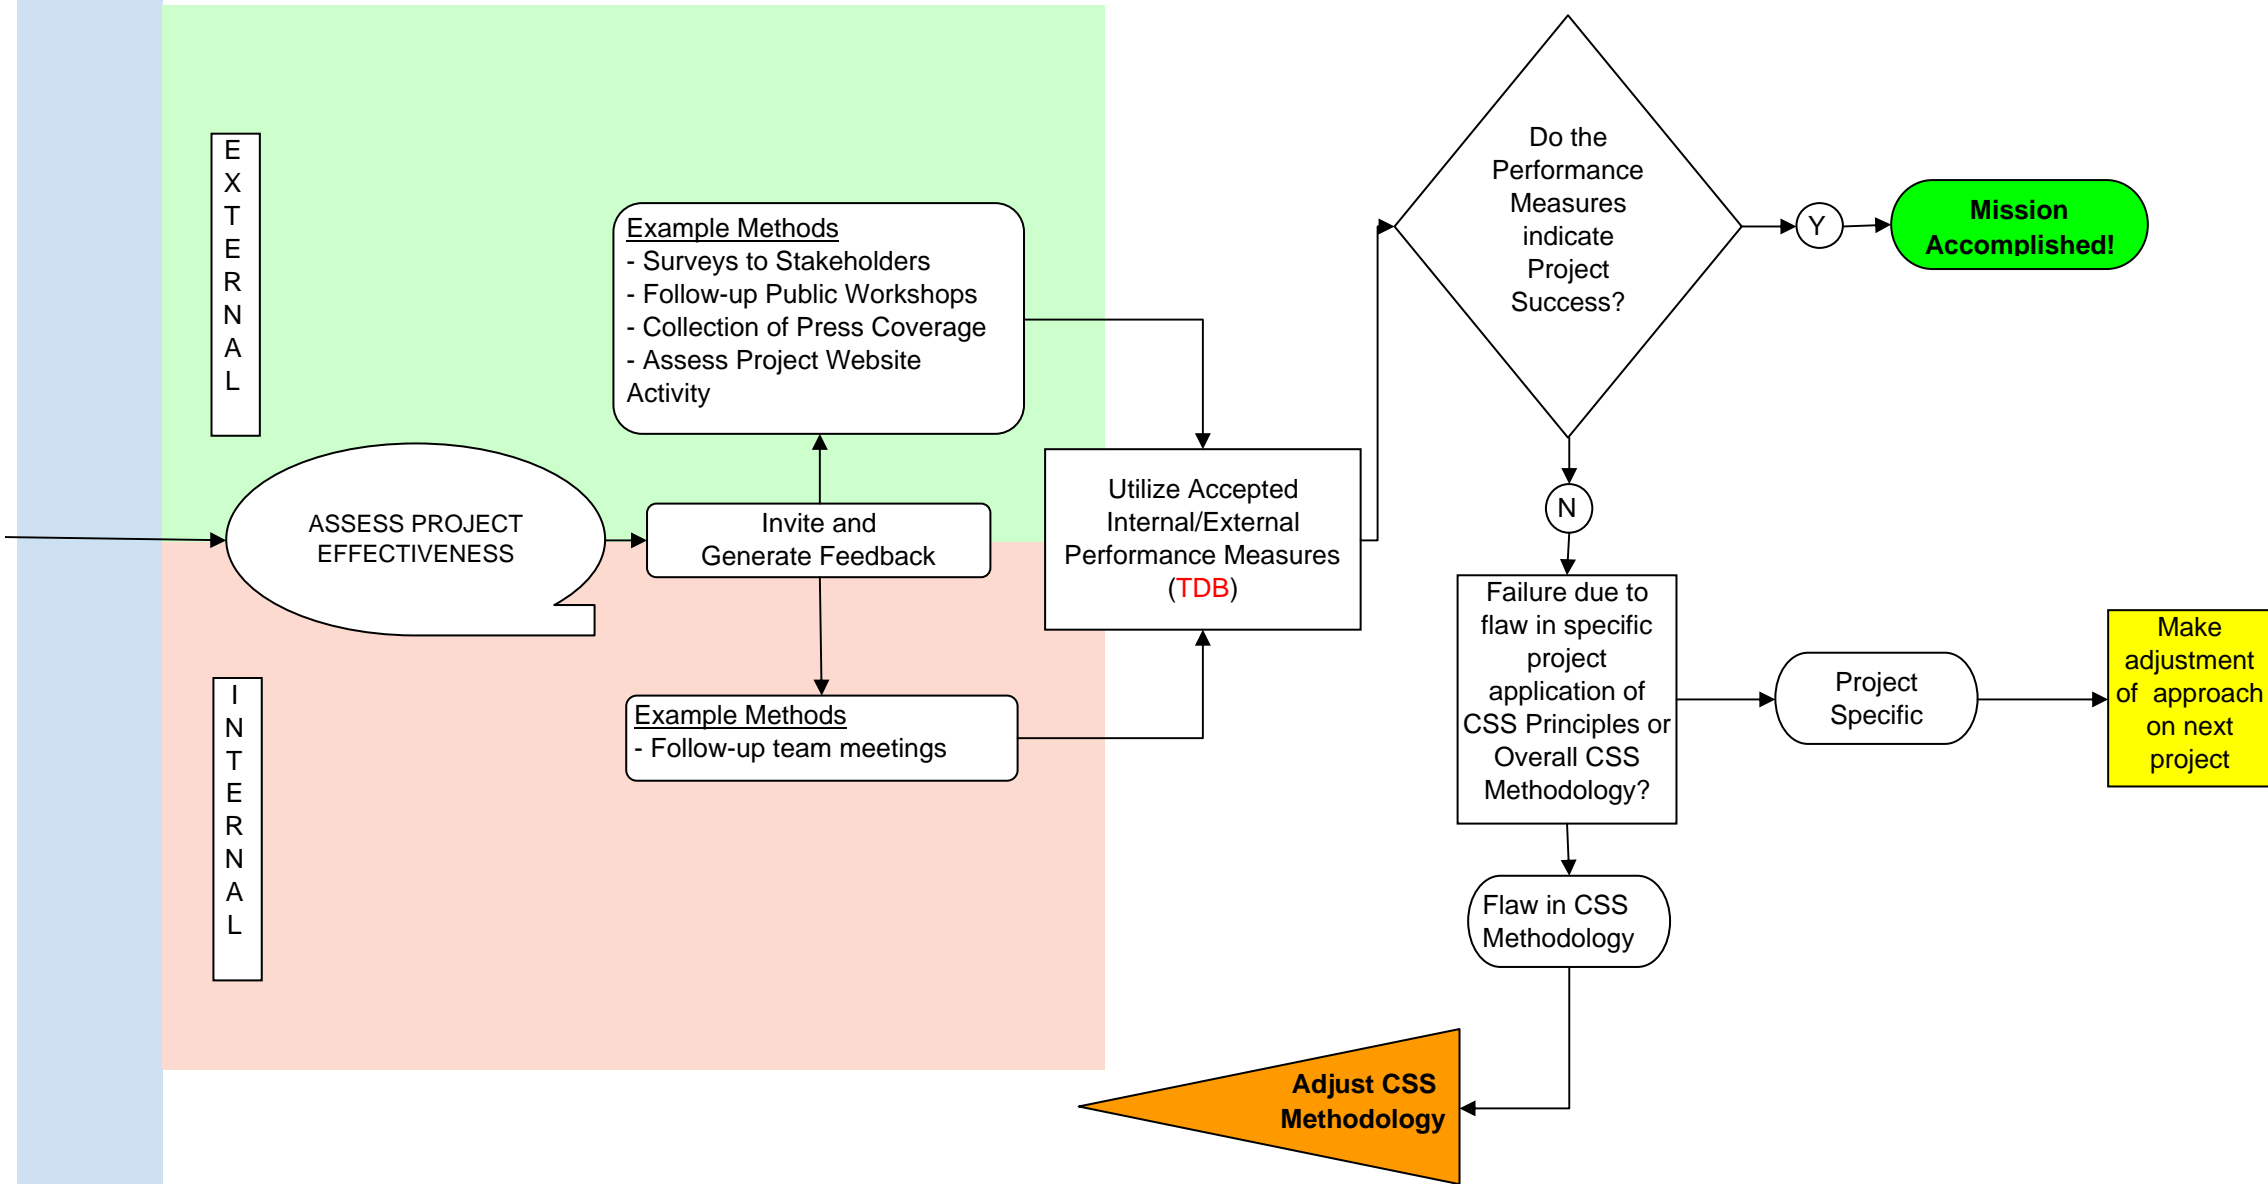 E
X
T
E
R
N
A
L
Example Methods
- Surveys to Stakeholders
- Follow-up Public Workshops
- Collection of Press Coverage
- Assess Project Website
Activity
ASSESS PROJECT
EFFECTIVENESS
Invite and
Generate Feedback
I
N
T
E
R
N
A
L
Example Methods
- Follow-up team meetings
Utilize Accepted
Internal/External
Performance Measures
(TDB)
Do the
Performance
Measures
indicate
Project
Success?
Y
Mission
Accomplished!
N
Failure due to
flaw in specific
project
application of
CSS Principles or
Overall CSS
Methodology?
Project
Specific
Make
adjustment
of  approach
on next
project
Flaw in CSS
Methodology
Adjust CSS
Methodology